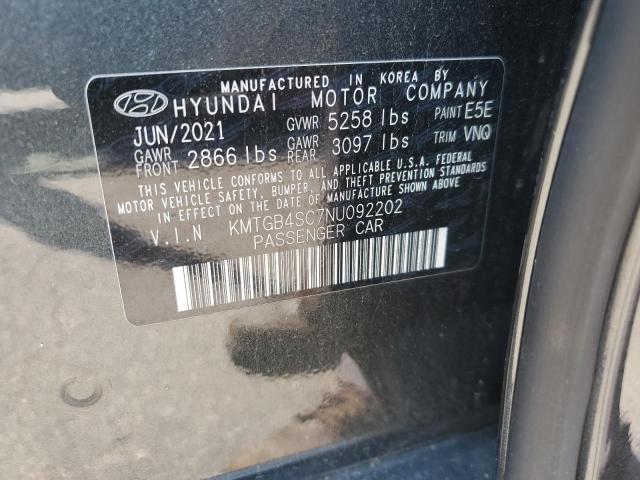 MANUFACTURED IN KOREA BY
HYUNDAI MOTOR COMPANY
JUN/2021 GVWR 5258 lbs PAINT E5E
GAWR FRONT 2866 lbs GAWR REAR 3097 lbs TRIM VNQ
THIS VEHICLE CONFORMS TO ALL APPLICABLE U.S.A. FEDERAL
MOTOR VEHICLE SAFETY, BUMPER, AND THEFT PREVENTION STANDARDS
IN EFFECT ON THE DATE OF MANUFACTURE SHOWN ABOVE.
V.I.N KMTGB4SC7NU092202
PASSENGER CAR